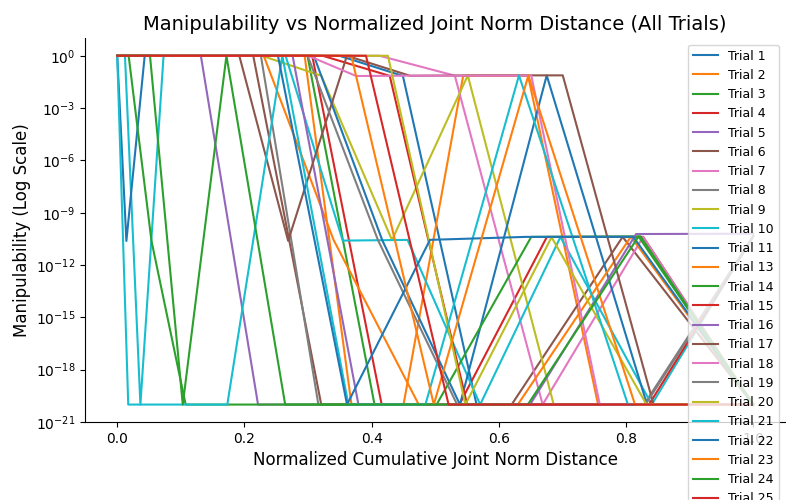 Manipulability vs Normalized Joint Norm Distance (All Trials)
Manipulability (Log Scale)
10⁰
10⁻³
10⁻⁶
10⁻⁹
10⁻¹²
10⁻¹⁵
10⁻¹⁸
10⁻²¹
0.0
0.2
0.4
0.6
0.8
Normalized Cumulative Joint Norm Distance
Trial 1
Trial 2
Trial 3
Trial 4
Trial 5
Trial 6
Trial 7
Trial 8
Trial 9
Trial 10
Trial 11
Trial 13
Trial 14
Trial 15
Trial 16
Trial 17
Trial 18
Trial 19
Trial 20
Trial 21
Trial 22
Trial 23
Trial 24
Trial 25